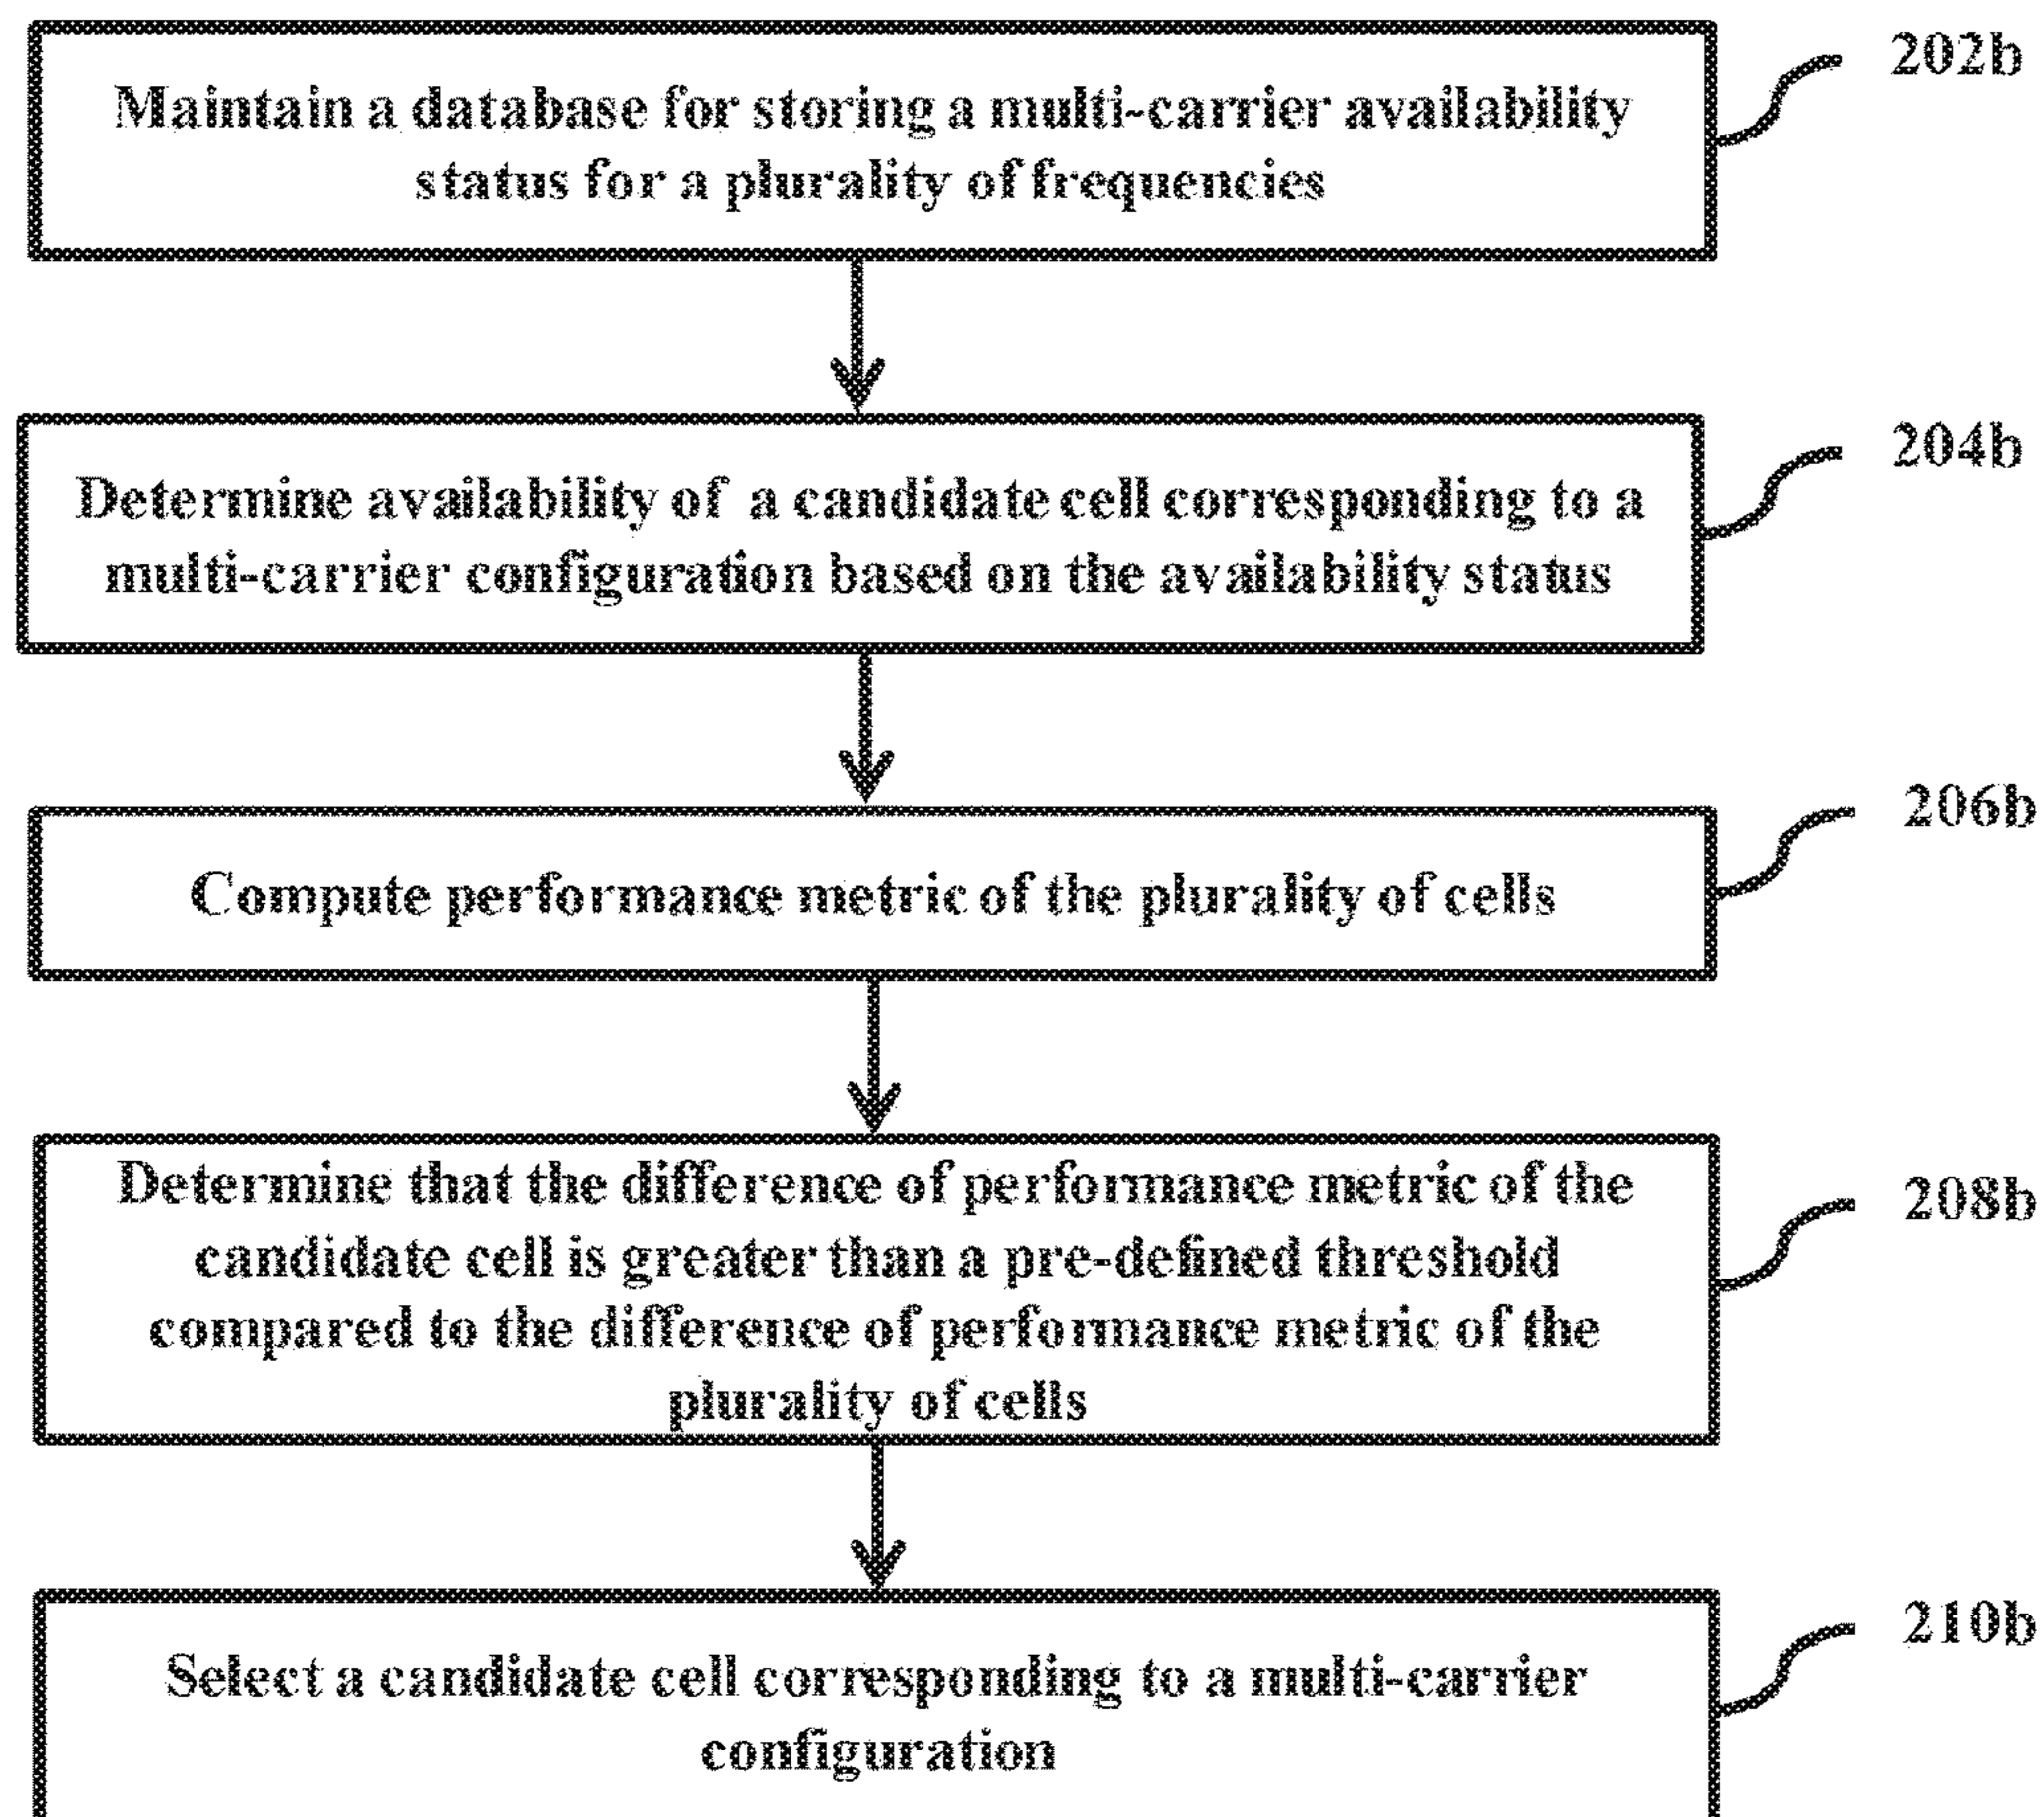 202b
Maintain a database for storing a multi-carrier availability
status for a plurality of frequencies
204b
Determine availability of a candidate cell corresponding to a
multi-carrier configuration based on the availability status
206b
Compute performance metric of the plurality of cells
208b
Determine that the difference of performance metric of the
candidate cell is greater than a pre-defined threshold
compared to the difference of performance metric of the
plurality of cells
210b
Select a candidate cell corresponding to a multi-carrier
configuration